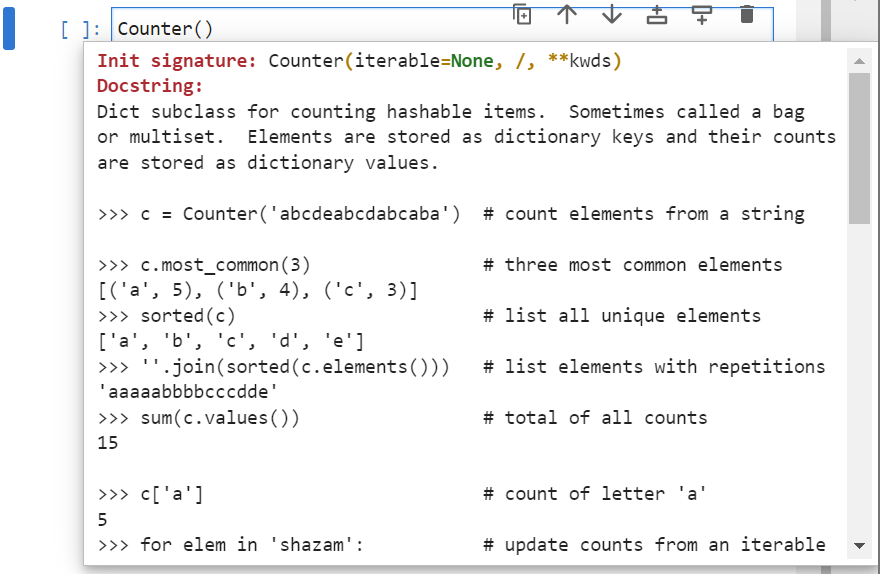 [ ]: Counter()
Init signature: Counter(iterable=None, /, **kwds)
Docstring:
Dict subclass for counting hashable items.  Sometimes called a bag
or multiset.  Elements are stored as dictionary keys and their counts
are stored as dictionary values.

>>> c = Counter('abcdeabcdabcaba')  # count elements from a string

>>> c.most_common(3)                # three most common elements
[('a', 5), ('b', 4), ('c', 3)]
>>> sorted(c)                       # list all unique elements
['a', 'b', 'c', 'd', 'e']
>>> ''.join(sorted(c.elements()))   # list elements with repetitions
'aaaaabbbbcccdde'
>>> sum(c.values())                 # total of all counts
15

>>> c['a']                          # count of letter 'a'
5
>>> for elem in 'shazam':           # update counts from an iterable